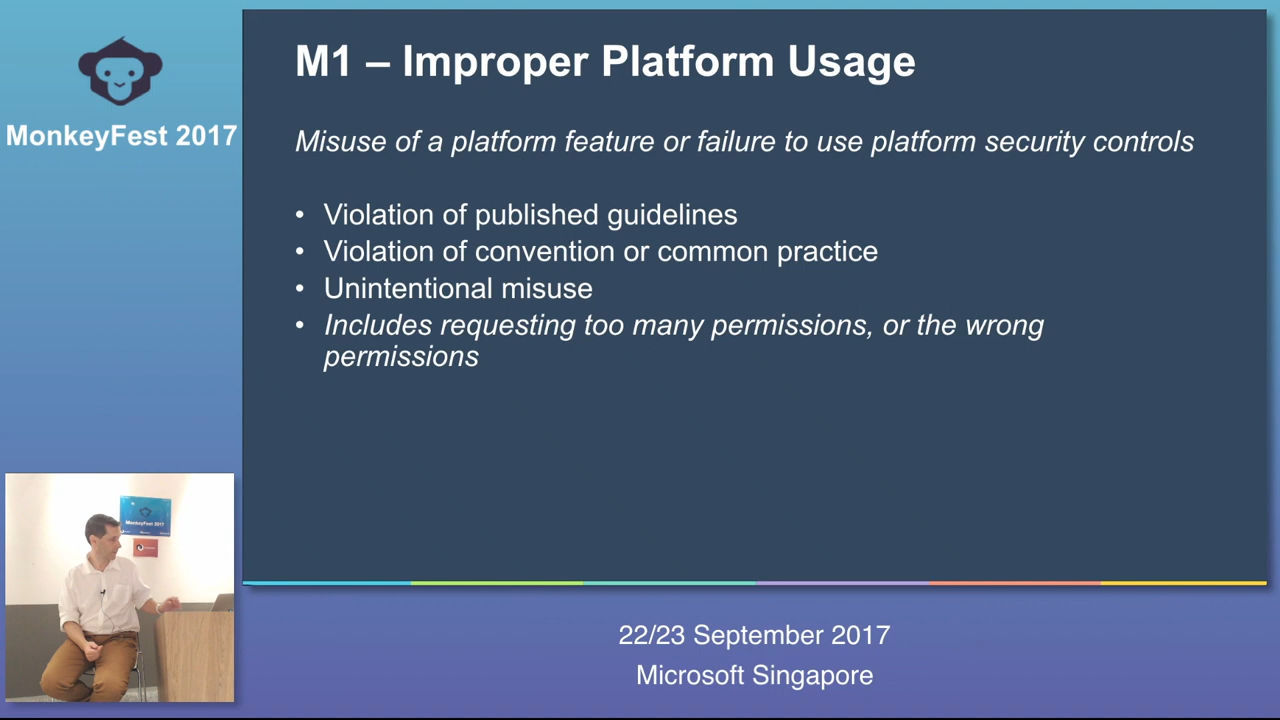 MonkeyFest 2017
M1 – Improper Platform Usage
Misuse of a platform feature or failure to use platform security controls
• Violation of published guidelines
• Violation of convention or common practice
• Unintentional misuse
• Includes requesting too many permissions, or the wrong
permissions
MonkeyFest 2017
22/23 September 2017
Microsoft Singapore